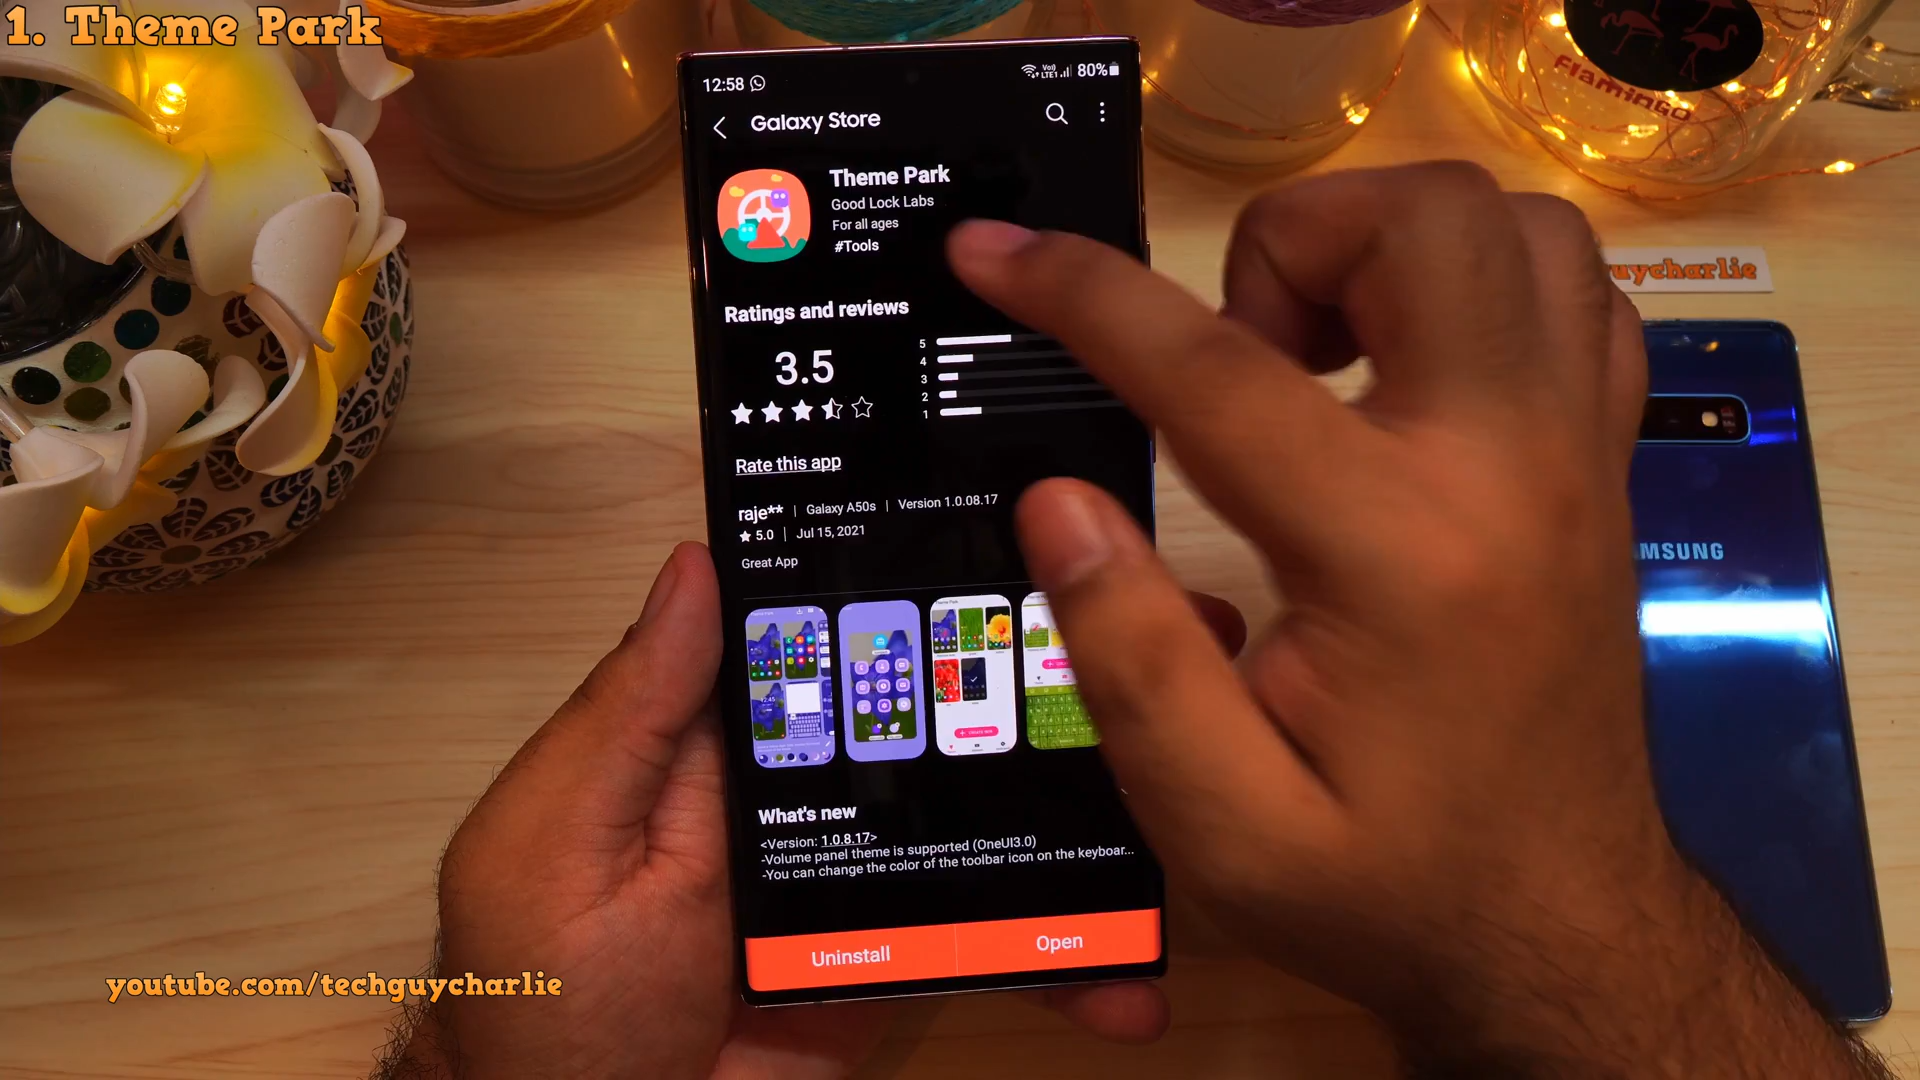 1. Theme Park
12:58
Vo)
LTE1
80%
Galaxy Store
Theme Park
Good Lock Labs
For all ages
#Tools
Ratings and reviews
3.5
5
4
3
2
1
Rate this app
raje** | Galaxy A50s | Version 1.0.08.17
★ 5.0 | Jul 15, 2021
Great App
What's new
<Version: 1.0.8.17>
-Volume panel theme is supported (OneUI3.0)
-You can change the color of the toolbar icon on the keyboar...
Uninstall
Open
FlaminGO
uycharlie
MSUNG
youtube.com/techguycharlie